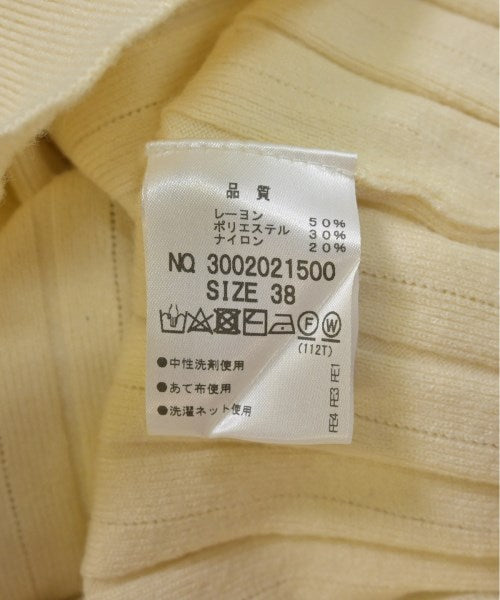 品質
レーヨン 50%
ポリエステル 30%
ナイロン 20%
NO 3002021500
SIZE 38
F W
(112T)
●中性洗剤使用
●あて布使用
●洗濯ネット使用
FE4 FE3 FE1